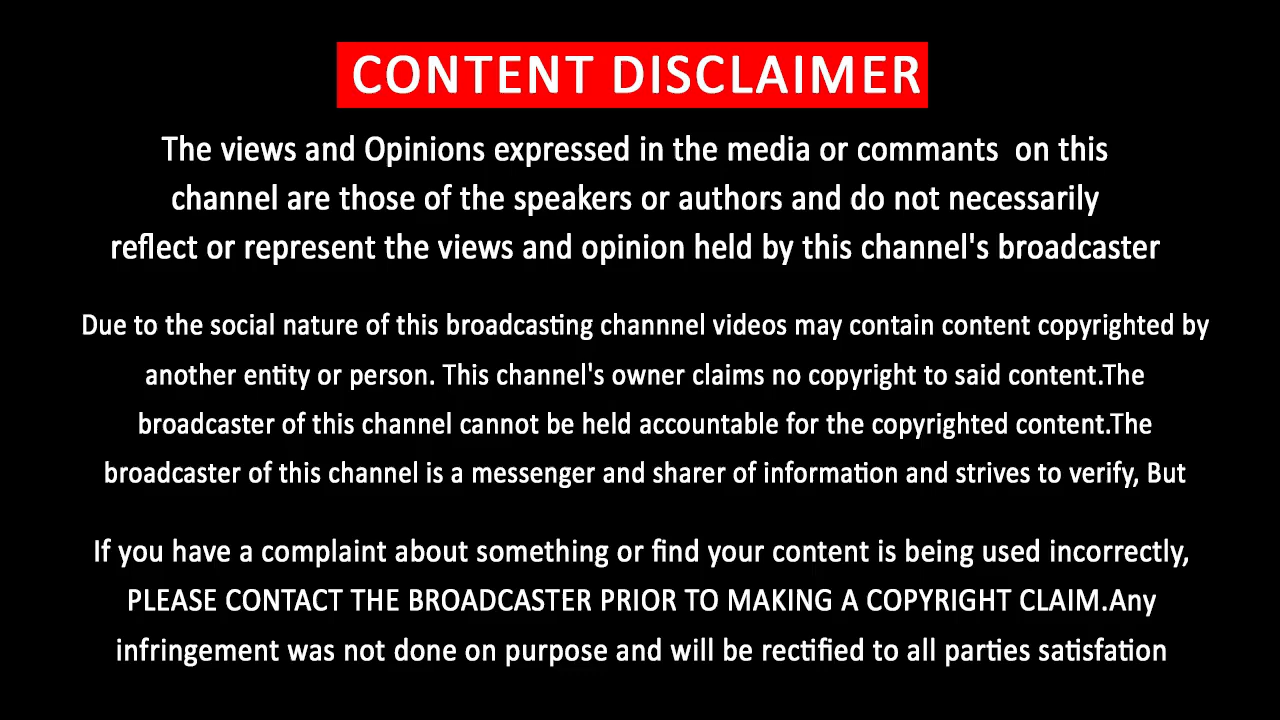 CONTENT DISCLAIMER
The views and Opinions expressed in the media or commants on this
channel are those of the speakers or authors and do not necessarily
reflect or represent the views and opinion held by this channel's broadcaster
Due to the social nature of this broadcasting channnel videos may contain content copyrighted by
another entity or person. This channel's owner claims no copyright to said content.The
broadcaster of this channel cannot be held accountable for the copyrighted content.The
broadcaster of this channel is a messenger and sharer of information and strives to verify, But
If you have a complaint about something or find your content is being used incorrectly,
PLEASE CONTACT THE BROADCASTER PRIOR TO MAKING A COPYRIGHT CLAIM.Any
infringement was not done on purpose and will be rectified to all parties satisfation